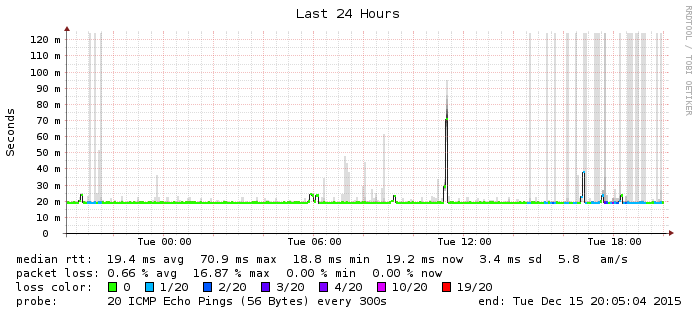 Last 24 Hours
RRDTOOL / TOBI OETIKER
Seconds
120 m
110 m
100 m
90 m
80 m
70 m
60 m
50 m
40 m
30 m
20 m
10 m
0
Tue 00:00 Tue 06:00 Tue 12:00 Tue 18:00
median rtt: 19.4 ms avg 70.9 ms max 18.8 ms min 19.2 ms now 3.4 ms sd 5.8 am/s
packet loss: 0.66 % avg 16.87 % max 0.00 % min 0.00 % now
loss color: 0 1/20 2/20 3/20 4/20 10/20 19/20
probe: 20 ICMP Echo Pings (56 Bytes) every 300s end: Tue Dec 15 20:05:04 2015